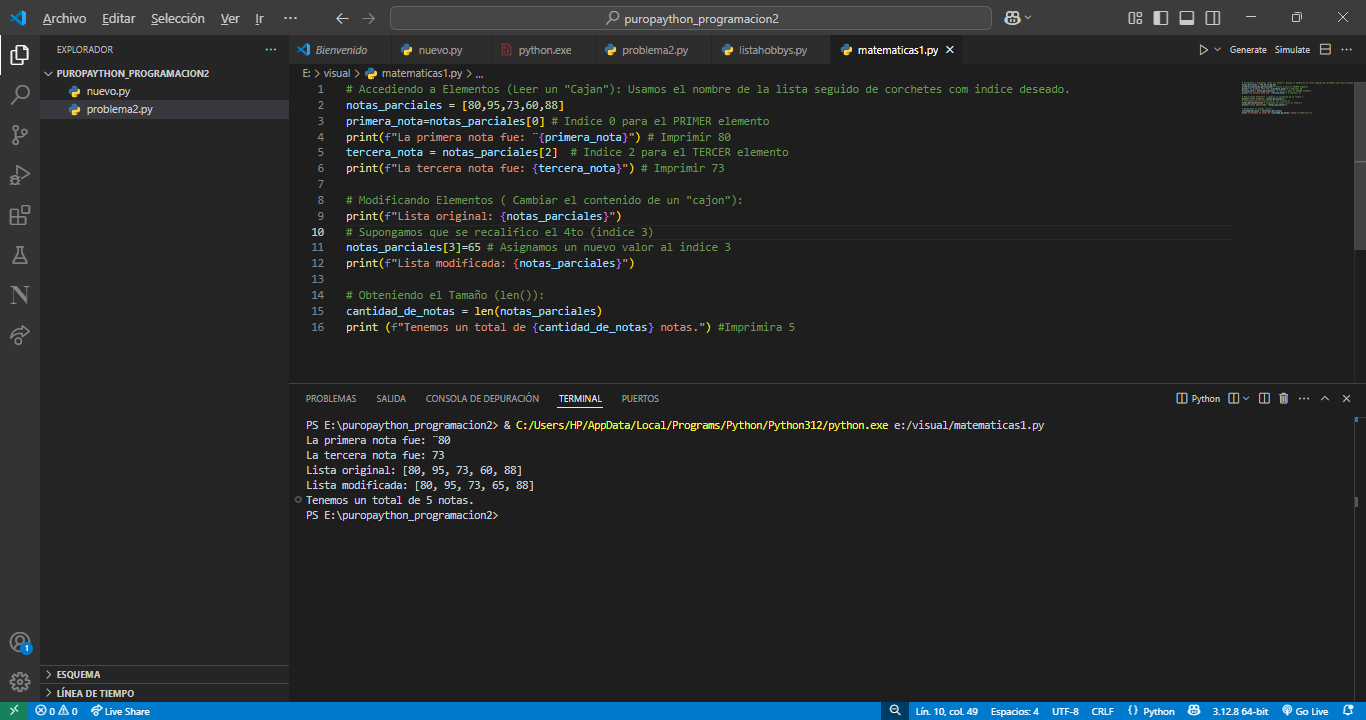 Archivo Editar Selección Ver Ir ···
puropaython_programacion2
EXPLORADOR ···
PUROPAYTHON_PROGRAMACION2
nuevo.py
problema2.py
ESQUEMA
LÍNEA DE TIEMPO
1
Bienvenido nuevo.py python.exe problema2.py listahobbys.py matematicas1.py
Generate Simulate ···
E: > visual > matematicas1.py > ...
1 # Accediendo a Elementos (Leer un "Cajan"): Usamos el nombre de la lista seguido de corchetes com indice deseado.
2 notas_parciales = [80,95,73,60,88]
3 primera_nota=notas_parciales[0] # Indice 0 para el PRIMER elemento
4 print(f"La primera nota fue: ¨{primera_nota}") # Imprimir 80
5 tercera_nota = notas_parciales[2]  # Indice 2 para el TERCER elemento
6 print(f"La tercera nota fue: {tercera_nota}") # Imprimir 73
7
8 # Modificando Elementos ( Cambiar el contenido de un "cajon"):
9 print(f"Lista original: {notas_parciales}")
10 # Supongamos que se recalifico el 4to (indice 3)
11 notas_parciales[3]=65 # Asignamos un nuevo valor al indice 3
12 print(f"Lista modificada: {notas_parciales}")
13
14 # Obteniendo el Tamaño (len()):
15 cantidad_de_notas = len(notas_parciales)
16 print (f"Tenemos un total de {cantidad_de_notas} notas.") #Imprimira 5
PROBLEMAS SALIDA CONSOLA DE DEPURACIÓN TERMINAL PUERTOS
Python
PS E:\puropaython_programacion2> & C:/Users/HP/AppData/Local/Programs/Python/Python312/python.exe e:/visual/matematicas1.py
La primera nota fue: ¨80
La tercera nota fue: 73
Lista original: [80, 95, 73, 60, 88]
Lista modificada: [80, 95, 73, 65, 88]
Tenemos un total de 5 notas.
PS E:\puropaython_programacion2>
0 0 Live Share
Lín. 10, col. 49 Espacios: 4 UTF-8 CRLF Python 3.12.8 64-bit Go Live